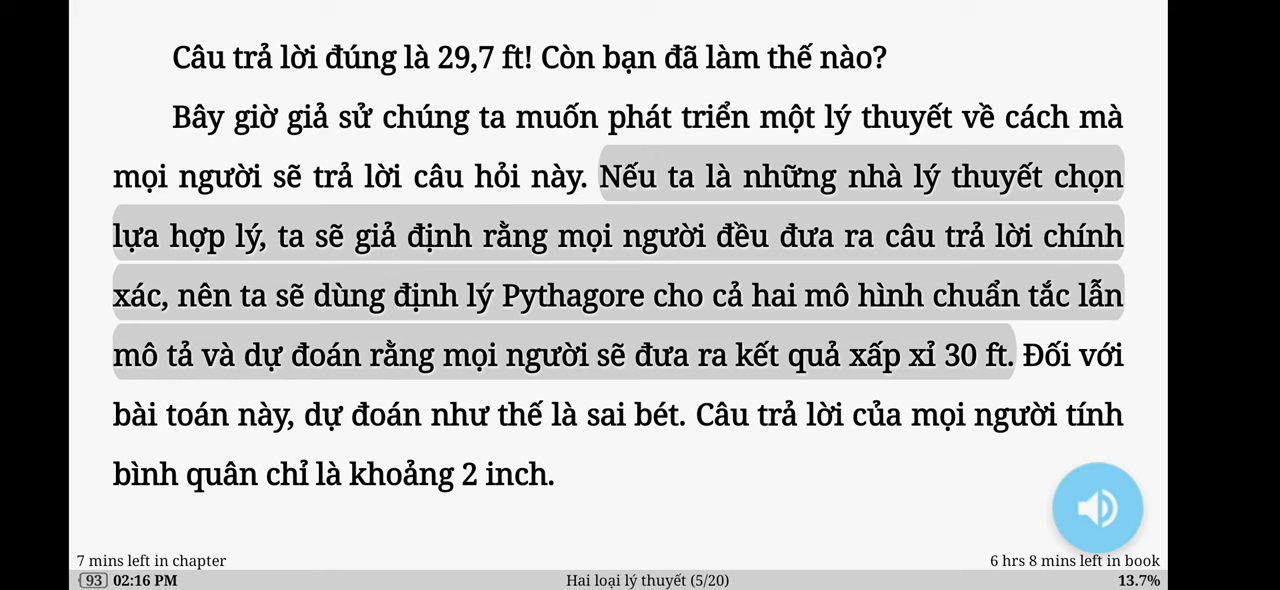 Câu trả lời đúng là 29,7 ft! Còn bạn đã làm thế nào?
Bây giờ giả sử chúng ta muốn phát triển một lý thuyết về cách mà
mọi người sẽ trả lời câu hỏi này. Nếu ta là những nhà lý thuyết chọn
lựa hợp lý, ta sẽ giả định rằng mọi người đều đưa ra câu trả lời chính
xác, nên ta sẽ dùng định lý Pythagore cho cả hai mô hình chuẩn tắc lẫn
mô tả và dự đoán rằng mọi người sẽ đưa ra kết quả xấp xỉ 30 ft. Đối với
bài toán này, dự đoán như thế là sai bét. Câu trả lời của mọi người tính
bình quân chỉ là khoảng 2 inch.
7 mins left in chapter 6 hrs 8 mins left in book
93 02:16 PM Hai loại lý thuyết (5/20) 13.7%